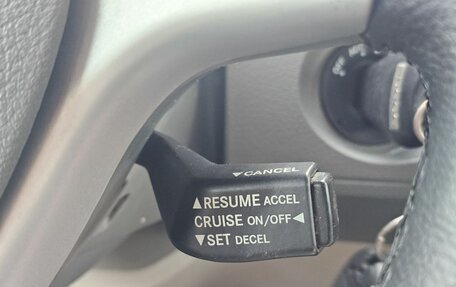 ▼CANCEL
▲RESUME ACCEL
CRUISE ON/OFF◀
▼SET DECEL